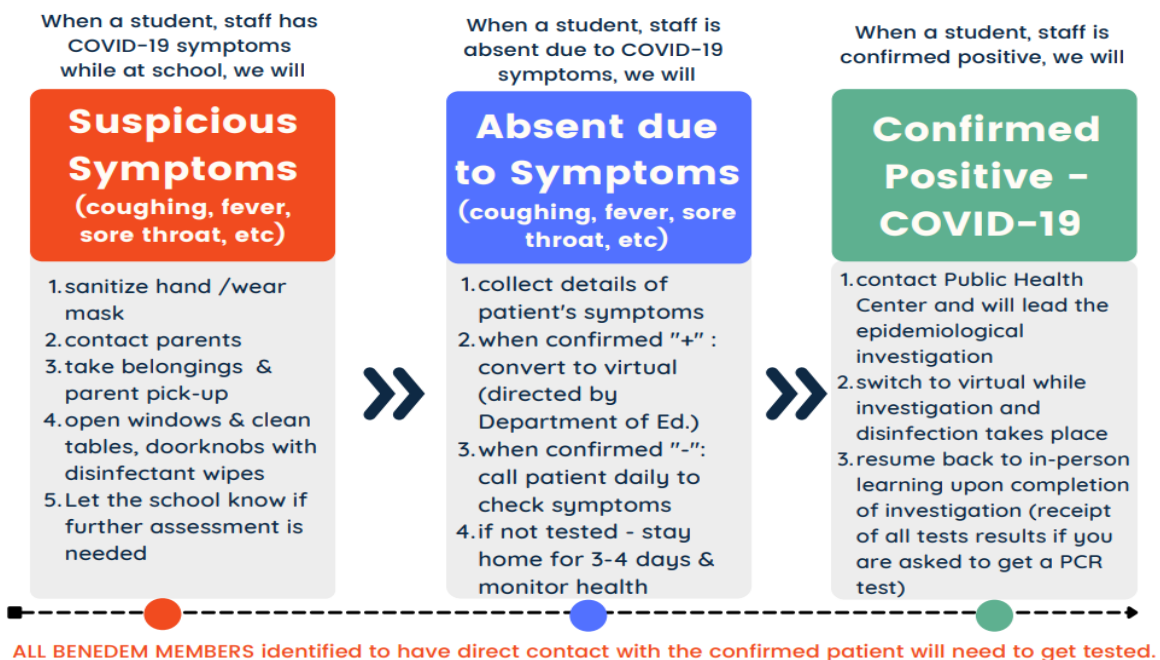 When a student, staff has
COVID-19 symptoms
while at school, we will
Suspicious
Symptoms
(coughing, fever,
sore throat, etc)
1. sanitize hand /wear
mask
2. contact parents
3. take belongings &
parent pick-up
4. open windows & clean
tables, doorknobs with
disinfectant wipes
5. Let the school know if
further assessment is
needed
When a student, staff is
absent due to COVID-19
symptoms, we will
Absent due
to Symptoms
(coughing, fever, sore
throat, etc)
1. collect details of
patient's symptoms
2. when confirmed "+" :
convert to virtual
(directed by
Department of Ed.)
3. when confirmed "-":
call patient daily to
check symptoms
4. if not tested - stay
home for 3-4 days &
monitor health
When a student, staff is
confirmed positive, we will
Confirmed
Positive -
COVID-19
1. contact Public Health
Center and will lead the
epidemiological
investigation
2. switch to virtual while
investigation and
disinfection takes place
3. resume back to in-person
learning upon completion
of investigation (receipt
of all tests results if you
are asked to get a PCR
test)
ALL BENEDEM MEMBERS identified to have direct contact with the confirmed patient will need to get tested.